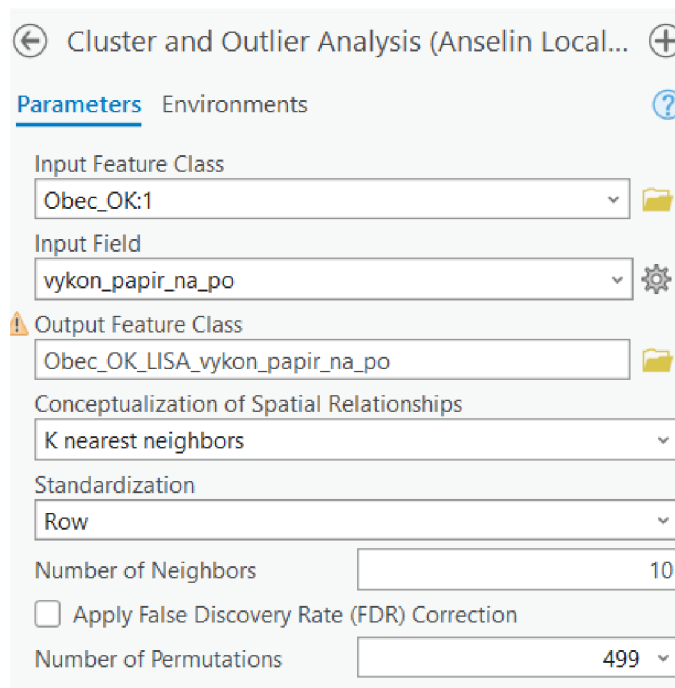 Cluster and Outlier Analysis (Anselin Local...
Parameters Environments
Input Feature Class
Obec_OK:1
Input Field
vykon_papir_na_po
Output Feature Class
Obec_OK_LISA_vykon_papir_na_po
Conceptualization of Spatial Relationships
K nearest neighbors
Standardization
Row
Number of Neighbors 10
Apply False Discovery Rate (FDR) Correction
Number of Permutations 499